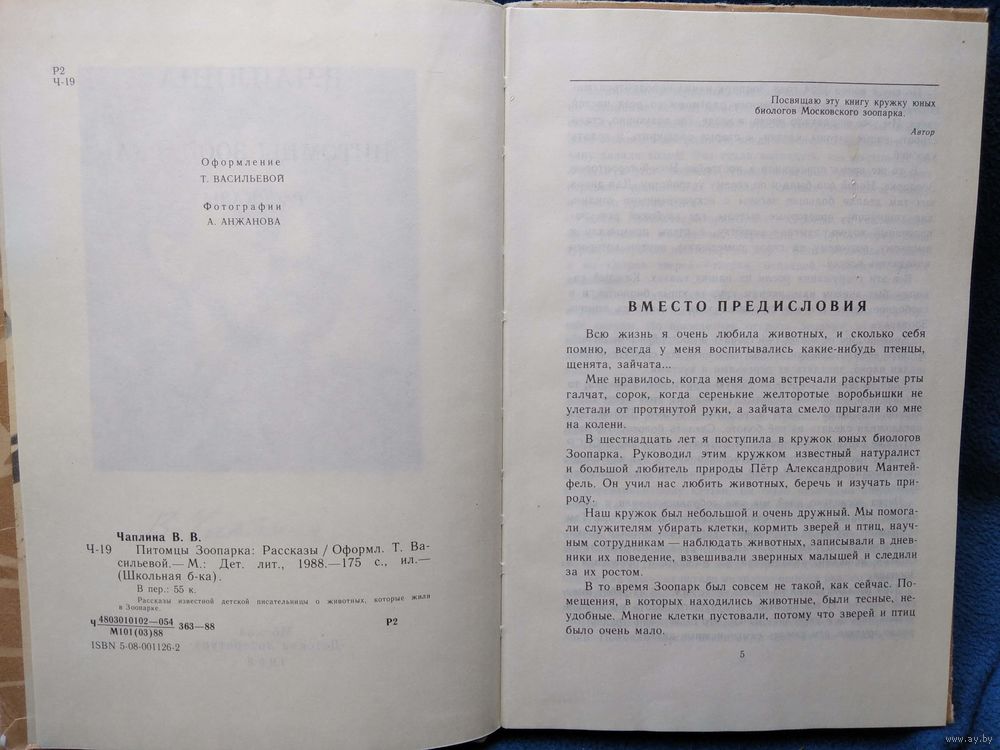 Р2
Ч-19
Оформление
Т. ВАСИЛЬЕВОЙ
Фотографии
А. АНЖАНОВА
Чаплина В. В.
Ч-19 Питомцы Зоопарка: Рассказы / Оформл. Т. Ва-
сильевой.— М.: Дет. лит., 1988.—175 с., ил.—
(Школьная б-ка).
В пер.: 55 к.
Рассказы известной детской писательницы о животных, которые жили
в Зоопарке.
Ч 4803010102—054
М101(03)88 363—88 Р2
ISBN 5-08-001126-2
Посвящаю эту книгу кружку юных
биологов Московского зоопарка.
Автор
ВМЕСТО ПРЕДИСЛОВИЯ
Всю жизнь я очень любила животных, и сколько себя
помню, всегда у меня воспитывались какие-нибудь птенцы,
щенята, зайчата...
Мне нравилось, когда меня дома встречали раскрытые рты
галчат, сорок, когда серенькие желторотые воробьишки не
улетали от протянутой руки, а зайчата смело прыгали ко мне
на колени.
В шестнадцать лет я поступила в кружок юных биологов
Зоопарка. Руководил этим кружком известный натуралист
и большой любитель природы Пётр Александрович Мантей-
фель. Он учил нас любить животных, беречь и изучать при-
роду.
Наш кружок был небольшой и очень дружный. Мы помога-
ли служителям убирать клетки, кормить зверей и птиц, науч-
ным сотрудникам — наблюдать животных, записывали в днев-
ники их поведение, взвешивали звериных малышей и следили
за их ростом.
В то время Зоопарк был совсем не такой, как сейчас. По-
мещения, в которых находились животные, были тесные, не-
удобные. Многие клетки пустовали, потому что зверей и птиц
было очень мало.
5
www.ay.by